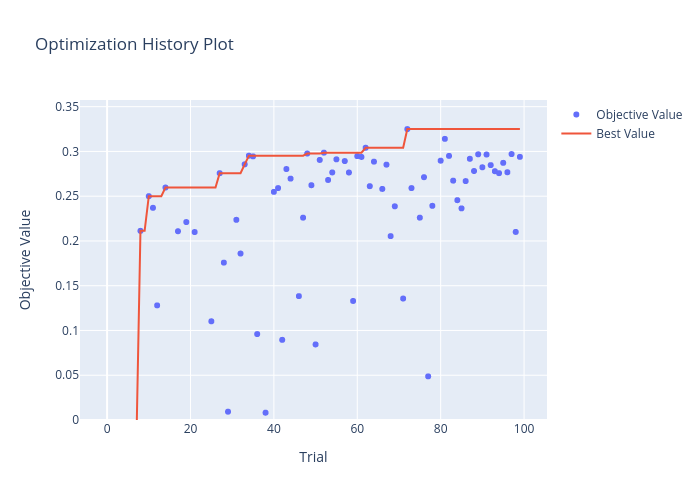 Optimization History Plot
Objective Value
Best Value
0.35
0.3
0.25
0.2
0.15
0.1
0.05
0
0 20 40 60 80 100
Objective Value
Trial